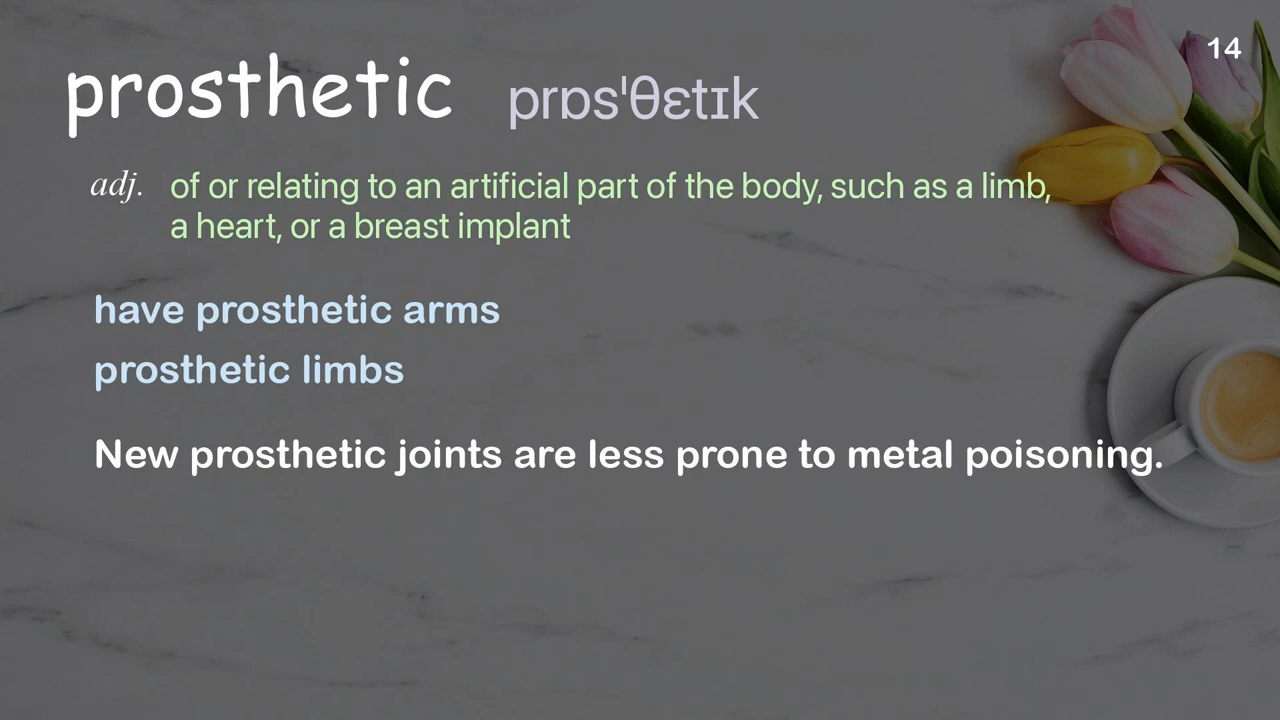 14
prosthetic prɒsˈθɛtɪk
adj. of or relating to an artificial part of the body, such as a limb,
a heart, or a breast implant
have prosthetic arms
prosthetic limbs
New prosthetic joints are less prone to metal poisoning.